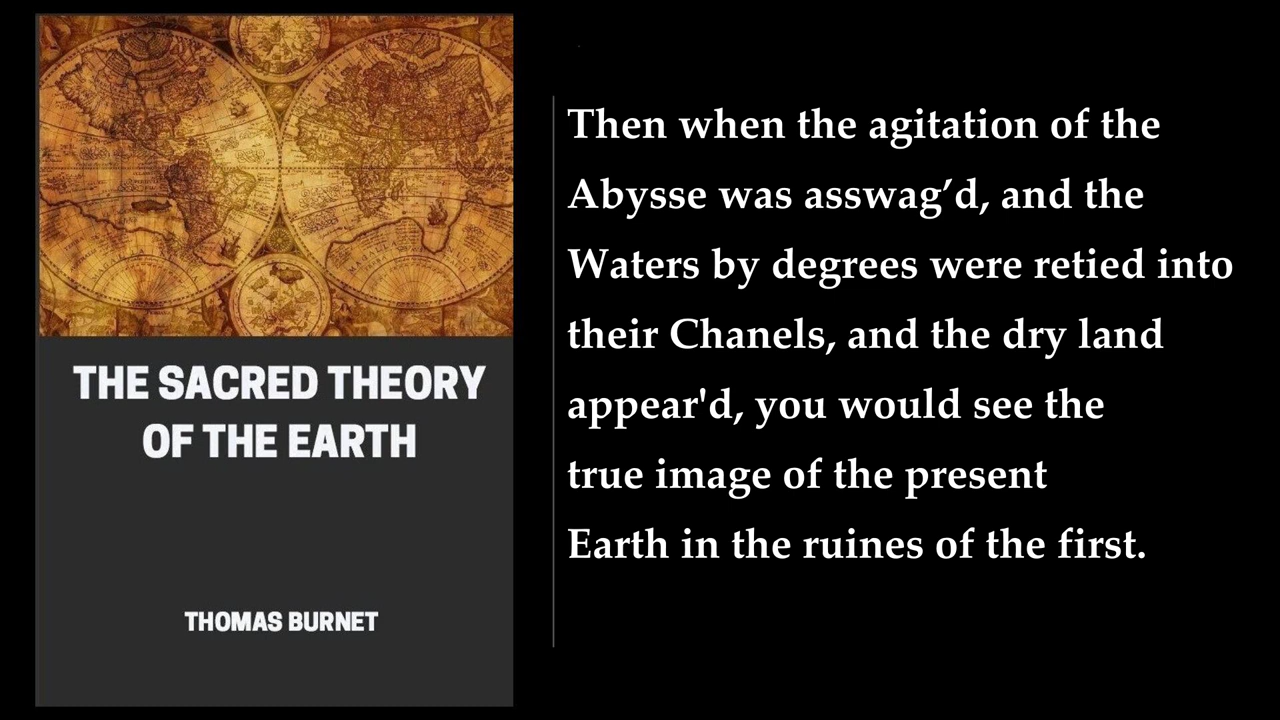 THE SACRED THEORY
OF THE EARTH
THOMAS BURNET
Then when the agitation of the
Abysse was asswag’d, and the
Waters by degrees were retied into
their Chanels, and the dry land
appear'd, you would see the
true image of the present
Earth in the ruines of the first.